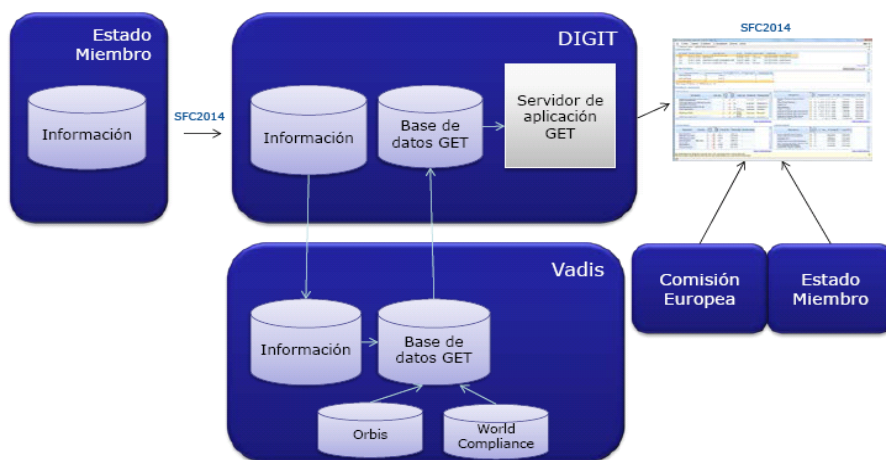 Estado
Miembro
Información
SFC2014
DIGIT
Información
Base de
datos GET
Servidor de
aplicación
GET
SFC2014
Vadis
Información
Base de
datos GET
Orbis
World
Compliance
Comisión
Europea
Estado
Miembro